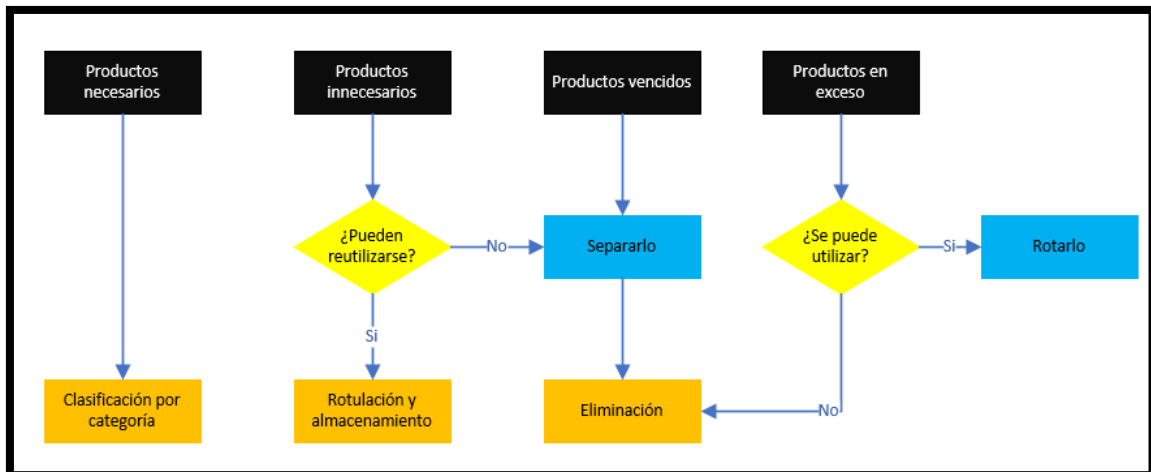 Productos
necesarios
Productos
innecesarios
Productos vencidos
Productos en
exceso
¿Pueden
reutilizarse?
No
Separarlo
¿Se puede
utilizar?
Si
Rotarlo
Si
Clasificación por
categoría
Rotulación y
almacenamiento
Eliminación
No